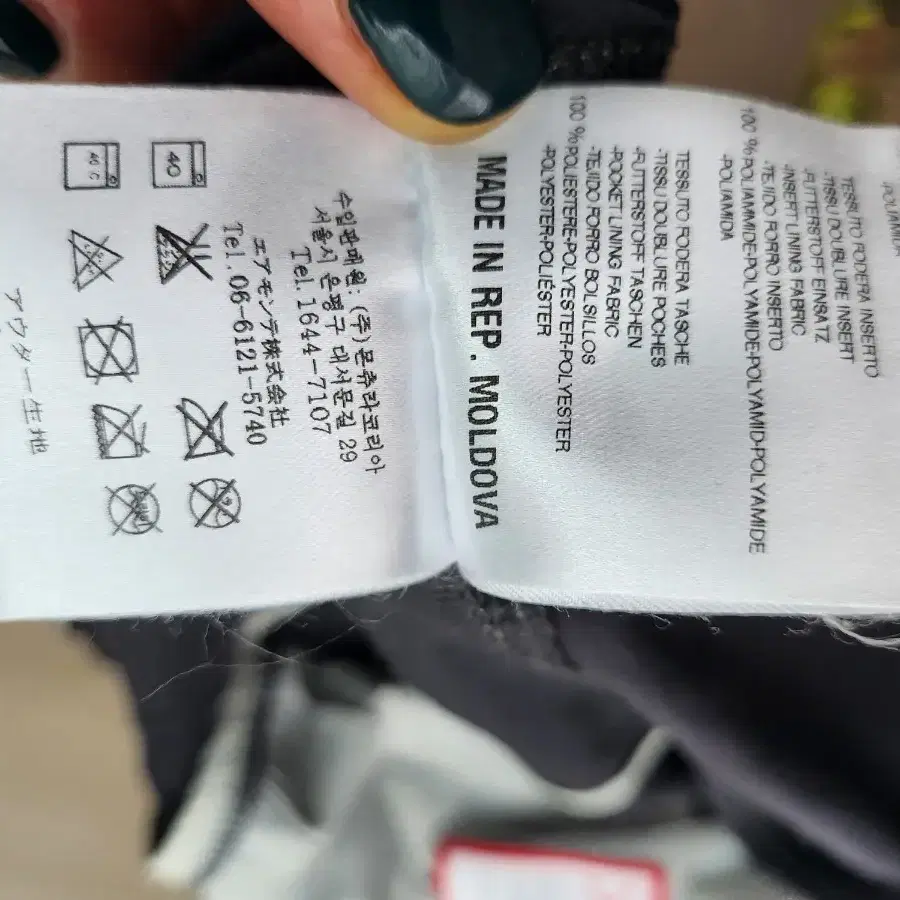 -POLIAMIDA
TESSUTO FODERA INSERTO
-TISSU DOUBLURE INSERT
-FUTTERSTOFF EINSATZ
-INSERT LINING FABRIC
-TEJIDO FORRO INSERTO
100 %POLIAMMIDE-POLYAMIDE-POLYAMID-POLYAMIDE
-POLIAMIDA
TESSUTO FODERA TASCHE
-TISSU DOUBLURE POCHES
-FUTTERSTOFF TASCHEN
-POCKET LINING FABRIC
-TEJIDO FORRO BOLSILLOS
100 %POLIESTERE-POLYESTER-POLYESTER
-POLYESTER-POLIÉSTER
MADE IN REP. MOLDOVA
수입판매원: (주)몬추라코리아
서울시 은평구 대서문길 29
Tel.1644-7107
エアモンテ株式会社
Tel.06-6121-5740
40
40℃
アウター生地